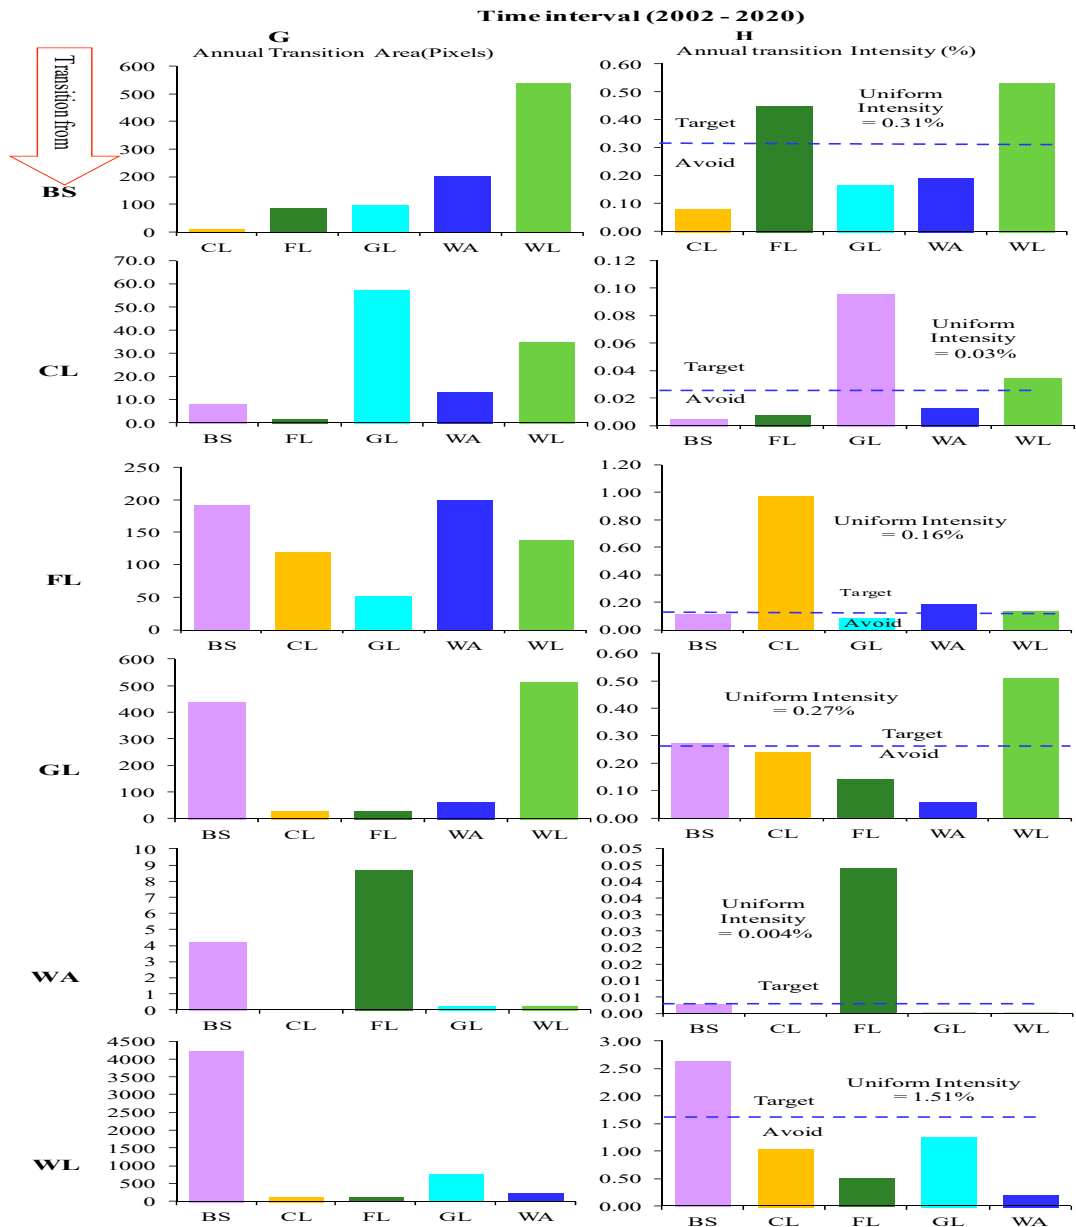 Time interval (2002 - 2020)
G
H
Annual Transition Area(Pixels)
Annual transition Intensity (%)
Transition from
BS
600
500
400
300
200
100
0
CL FL GL WA WL
0.60
0.50
0.40
0.30
0.20
0.10
0.00
Uniform
Intensity
= 0.31%
Target
Avoid
CL FL GL WA WL
CL
70.0
60.0
50.0
40.0
30.0
20.0
10.0
0.0
BS FL GL WA WL
0.12
0.10
0.08
0.06
0.04
0.02
0.00
Uniform
Intensity
= 0.03%
Target
Avoid
BS FL GL WA WL
FL
250
200
150
100
50
0
BS CL GL WA WL
1.20
1.00
0.80
0.60
0.40
0.20
0.00
Uniform Intensity
= 0.16%
Target
Avoid
BS CL GL WA WL
GL
600
500
400
300
200
100
0
BS CL FL WA WL
0.60
0.50
0.40
0.30
0.20
0.10
0.00
Uniform Intensity
= 0.27%
Target
Avoid
BS CL FL WA WL
WA
10
9
8
7
6
5
4
3
2
1
0
BS CL FL GL WL
0.05
0.05
0.04
0.04
0.03
0.03
0.02
0.02
0.01
0.01
0.00
Uniform
Intensity
= 0.004%
Target
BS CL FL GL WL
WL
4500
4000
3500
3000
2500
2000
1500
1000
500
0
BS CL FL GL WA
3.00
2.50
2.00
1.50
1.00
0.50
0.00
Uniform Intensity
= 1.51%
Target
Avoid
BS CL FL GL WA